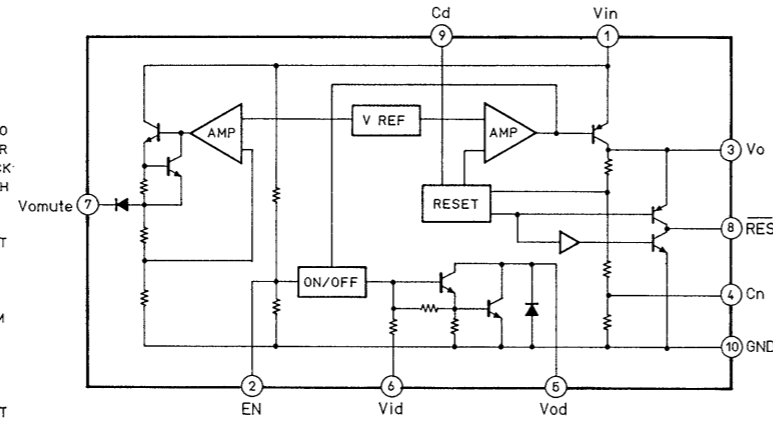 Cd
Vin
9
1
O
R
CK
H
T
M
T
AMP
V REF
AMP
3 Vo
Vomute 7
RESET
8 RES
ON/OFF
4 Cn
10 GND
2
6
5
EN
Vid
Vod